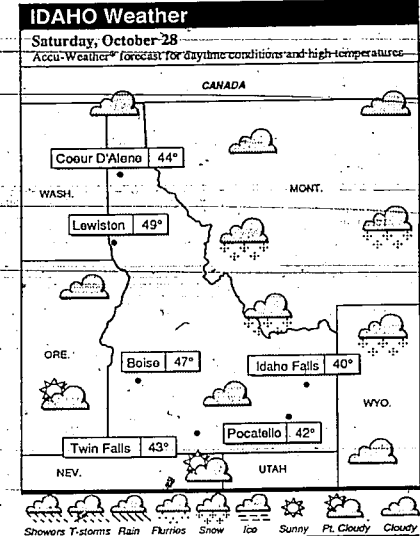 IDAHO Weather
Saturday, October 28
Accu-Weather® forecast for daytime conditions and high temperatures
CANADA
Coeur D'Alene 44°
WASH.
MONT.
Lewiston 49°
ORE.
Boise 47°
Idaho Falls 40°
WYO.
Twin Falls 43°
Pocatello 42°
NEV.
UTAH
Showers T-storms Rain Flurries Snow Ice Sunny Pt. Cloudy Cloudy